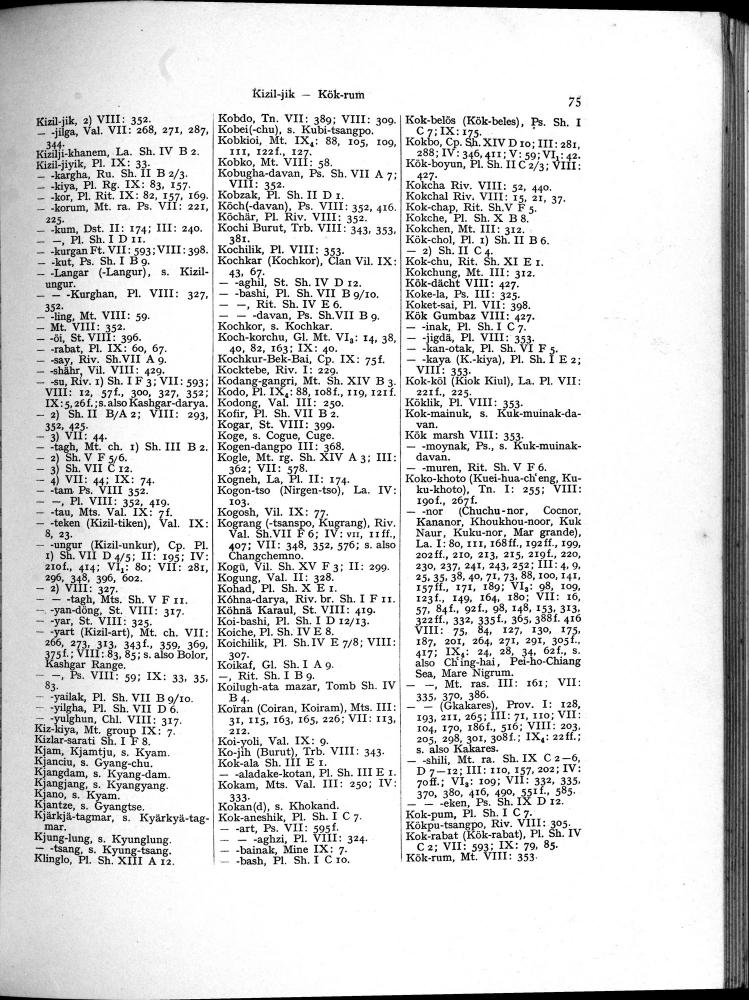 Kizil-jik — Kök-rum
75
Kizil-jik, 2) VIII: 352.
— -jilga, Val. VII: 268, 271, 287,
344.
Kizilji-khanem, La. Sh. IV B 2.
Kizil-jiyik, Pl. IX: 33.
— -kargha, Ru. Sh. II B 2/3.
— -kiya, Pl. Rg. IX: 83, 157.
— -kor, Pl. Rit. IX: 82, 157, 169.
— -korum, Mt. ra. Ps. VII: 221,
225.
— -kum, Dst. II: 174; III: 240.
— —, Pl. Sh. I D 11.
— -kurgan Ft. VII: 593; VIII: 398.
— -kut, Ps. Sh. I B 9.
— -Langar (-Langur), s. Kizil-
ungur.
— — -Kurghan, Pl. VIII: 327,
352.
— -ling, Mt. VIII: 59.
— Mt. VIII: 352.
— -öi, St. VIII: 396.
— -rabat, Pl. IX: 60, 67.
— -say, Riv. Sh. VII A 9.
— -shähr, Vil. VIII: 429.
— -su, Riv. 1) Sh. I F 3; VII: 593;
VIII: 12, 57f., 300, 327, 352;
IX: 5, 26f.; s. also Kashgar-darya.
— 2) Sh. II B/A 2; VIII: 293,
352, 425.
— 3) VII: 44.
— -tagh, Mt. ch. 1) Sh. III B 2.
— 2) Sh. V F 5/6.
— 3) Sh. VII C 12.
— 4) VII: 44; IX: 74.
— -tam Ps. VIII 352.
— —, Pl. VIII: 352, 419.
— -tau, Mts. Val. IX: 7f.
— -teken (Kizil-tiken), Val. IX:
8, 23.
— -ungur (Kizil-unkur), Cp. Pl.
1) Sh. VII D 4/5; II: 195; IV:
210f., 414; VI₁: 80; VII: 281,
296, 348, 396, 602.
— 2) VIII: 327.
— — -tagh, Mts. Sh. V F 11.
— -yan-döng, St. VIII: 317.
— -yar, St. VIII: 325.
— -yart (Kizil-art), Mt. ch. VII:
266, 273, 313, 343f., 359, 369,
375f.; VIII: 83, 85; s. also Bolor,
Kashgar Range.
— —, Ps. VIII: 59; IX: 33, 35,
83.
— -yailak, Pl. Sh. VII B 9/10.
— -yilgha, Pl. Sh. VII D 6.
— -yulghun, Chl. VIII: 317.
Kiz-kiya, Mt. group IX: 7.
Kizlar-sarati Sh. I F 8.
Kjam, Kjamtju, s. Kyam.
Kjanciu, s. Gyang-chu.
Kjangdam, s. Kyang-dam.
Kjangjang, s. Kyangyang.
Kjano, s. Kyam.
Kjantze, s. Gyangtse.
Kjärkjä-tagmar, s. Kyärkyä-tag-
mar.
Kjung-lung, s. Kyunglung.
— -tsang, s. Kyung-tsang.
Klinglo, Pl. Sh. XIII A 12.
Kobdo, Tn. VII: 389; VIII: 309.
Kobei(-chu), s. Kubi-tsangpo.
Kobkioi, Mt. IX₄: 88, 105, 109,
111, 122f., 127.
Kobko, Mt. VIII: 58.
Kobugha-davan, Ps. Sh. VII A 7;
VIII: 352.
Kobzak, Pl. Sh. II D 1.
Köch(-davan), Ps. VIII: 352, 416.
Köchär, Pl. Riv. VIII: 352.
Kochi Burut, Trb. VIII: 343, 353,
381.
Kochilik, Pl. VIII: 353.
Kochkar (Kochkor), Clan Vil. IX:
43, 67.
— -aghil, St. Sh. IV D 12.
— -bashi, Pl. Sh. VII B 9/10.
— —, Rit. Sh. IV E 6.
— — -davan, Ps. Sh. VII B 9.
Kochkor, s. Kochkar.
Koch-korchu, Gl. Mt. VI₂: 14, 38,
40, 82, 163; IX: 40.
Kochkur-Bek-Bai, Cp. IX: 75f.
Kocktebe, Riv. I: 229.
Kodang-gangri, Mt. Sh. XIV B 3.
Kodo, Pl. IX₄: 88, 108f., 119, 121f.
Kodong, Val. III: 250.
Kofir, Pl. Sh. VII B 2.
Kogar, St. VIII: 399.
Koge, s. Cogue, Cuge.
Kogen-dangpo III: 368.
Kogle, Mt. rg. Sh. XIV A 3; III:
362; VII: 578.
Kogneh, La, Pl. II: 174.
Kogon-tso (Nirgen-tso), La. IV:
103.
Kogosh, Vil. IX: 77.
Kograng (-tsanspo, Kugrang), Riv.
Val. Sh. VII F 6; IV: VII, 11ff.,
407; VII: 348, 352, 576; s. also
Changchemno.
Kogü, Vil. Sh. XV F 3; II: 299.
Kogung, Val. II: 328.
Kohad, Pl. Sh. X E 1.
Köhna-darya, Riv. br. Sh. I F 11.
Köhnä Karaul, St. VIII: 419.
Koi-bashi, Pl. Sh. I D 12/13.
Koiche, Pl. Sh. IV E 8.
Koichilik, Pl. Sh. IV E 7/8; VIII:
307.
Koikaf, Gl. Sh. I A 9.
—, Rit. Sh. I B 9.
Koilugh-ata mazar, Tomb Sh. IV
B 4.
Koïran (Coiran, Koiram), Mts. III:
31, 115, 163, 165, 226; VII: 113,
212.
Koi-yoli, Val. IX: 9.
Ko-jih (Burut), Trb. VIII: 343.
Kok-ala Sh. III E 1.
— -aladake-kotan, Pl. Sh. III E 1.
Kokam, Mts. Val. III: 250; IV:
333.
Kokan(d), s. Khokand.
Kok-aneshik, Pl. Sh. I C 7.
— -art, Ps. VII: 595f.
— — -aghzi, Pl. VIII: 324.
— -bainak, Mine IX: 7.
— -bash, Pl. Sh. I C 10.
Kok-belös (Kök-beles), Ps. Sh. I
C 7; IX: 175.
Kokbo, Cp. Sh. XIV D 10; III: 281,
288; IV: 346, 411; V: 59; VI₁: 42.
Kök-boyun, Pl. Sh. II C 2/3; VIII:
427.
Kokcha Riv. VIII: 52, 440.
Kokchal Riv. VIII: 15, 21, 37.
Kok-chap, Rit. Sh. V F 5.
Kokche, Pl. Sh. X B 8.
Kokchen, Mt. III: 312.
Kök-chol, Pl. 1) Sh. II B 6.
— 2) Sh. II C 4.
Kok-chu, Rit. Sh. XI E 1.
Kokchung, Mt. III: 312.
Kök-dächt VIII: 427.
Koke-la, Ps. III: 325.
Koket-sai, Pl. VII: 398.
Kök Gumbaz VIII: 427.
— -inak, Pl. Sh. I C 7.
— -jigdä, Pl. VIII: 353.
— -kan-otak, Pl. Sh. VI F 5.
— -kaya (K.-kiya), Pl. Sh. I E 2;
VIII: 353.
Kok-köl (Kiok Kiul), La. Pl. VII:
221f., 225.
Köklik, Pl. VIII: 353.
Kok-mainuk, s. Kuk-muinak-da-
van.
Kök marsh VIII: 353.
— -moynak, Ps., s. Kuk-muinak-
davan.
— -muren, Rit. Sh. V F 6.
Koko-khoto (Kuei-hua-ch'eng, Ku-
ku-khoto), Tn. I: 255; VIII:
190f., 267f.
— -nor (Chuchu-nor, Cocnor,
Kananor, Khoukhou-noor, Kuk
Naur, Kuku-nor, Mar grande),
La. I: 80, 111, 168ff., 192ff., 199,
202ff., 210, 213, 215, 219f., 220,
230, 237, 241, 243, 252; III: 4, 9,
25, 35, 38, 40, 71, 73, 88, 100, 141,
157ff., 171, 189; VI₂: 98, 109,
123f., 149, 164, 180; VII: 16,
57, 84f., 92f., 98, 148, 153, 313,
322ff., 332, 335f., 365, 388f. 416
VIII: 75, 84, 127, 130, 175,
187, 201, 264, 271, 291, 305f.,
417; IX₄: 24, 28, 34, 62f., s.
also Ch'ing-hai, Pei-ho-Chiang
Sea, Mare Nigrum.
— —, Mt. ras. III: 161; VII:
335, 370, 386.
— — (Gkakares), Prov. I: 128,
193, 211, 265; III: 71, 110; VII:
104, 170, 186f., 516; VIII: 203,
205, 298, 301, 308f.; IX₄: 22ff.;
s. also Kakares.
— -shili, Mt. ra. Sh. IX C 2—6,
D 7—12; III: 110, 157, 202; IV:
70ff.; VI₂: 109; VII: 332, 335,
370, 380, 416, 490, 551f., 585.
— — -eken, Ps. Sh. IX D 12.
Kok-pum, Pl. Sh. I C 7.
Kökpu-tsangpo, Riv. VIII: 305.
Kok-rabat (Kök-rabat), Pl. Sh. IV
C 2; VII: 593; IX: 79, 85.
Kök-rum, Mt. VIII: 353.